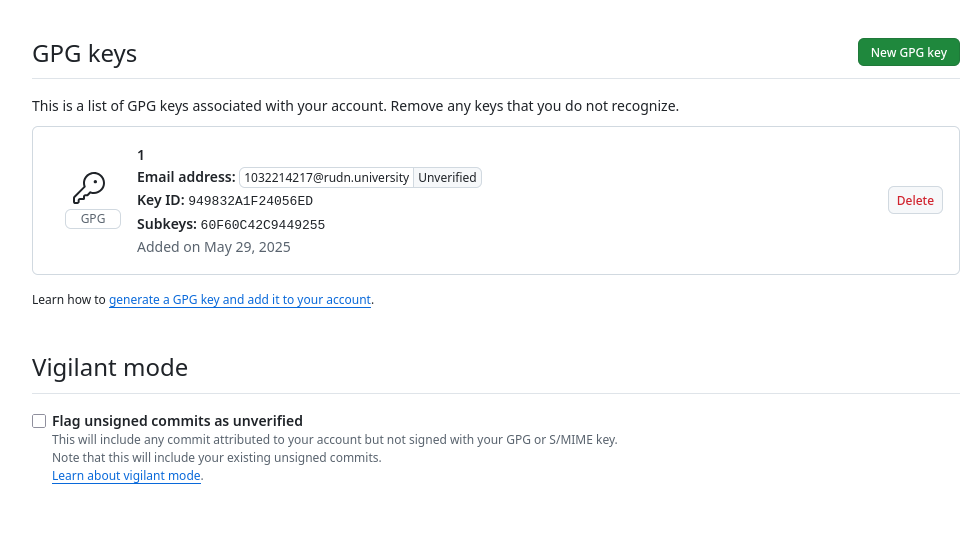 GPG keys
New GPG key
This is a list of GPG keys associated with your account. Remove any keys that you do not recognize.
1
Email address: 1032214217@rudn.university Unverified
Key ID: 949832A1F24056ED
GPG
Subkeys: 60F60C42C9449255
Added on May 29, 2025
Delete
Learn how to generate a GPG key and add it to your account.
Vigilant mode
Flag unsigned commits as unverified
This will include any commit attributed to your account but not signed with your GPG or S/MIME key.
Note that this will include your existing unsigned commits.
Learn about vigilant mode.